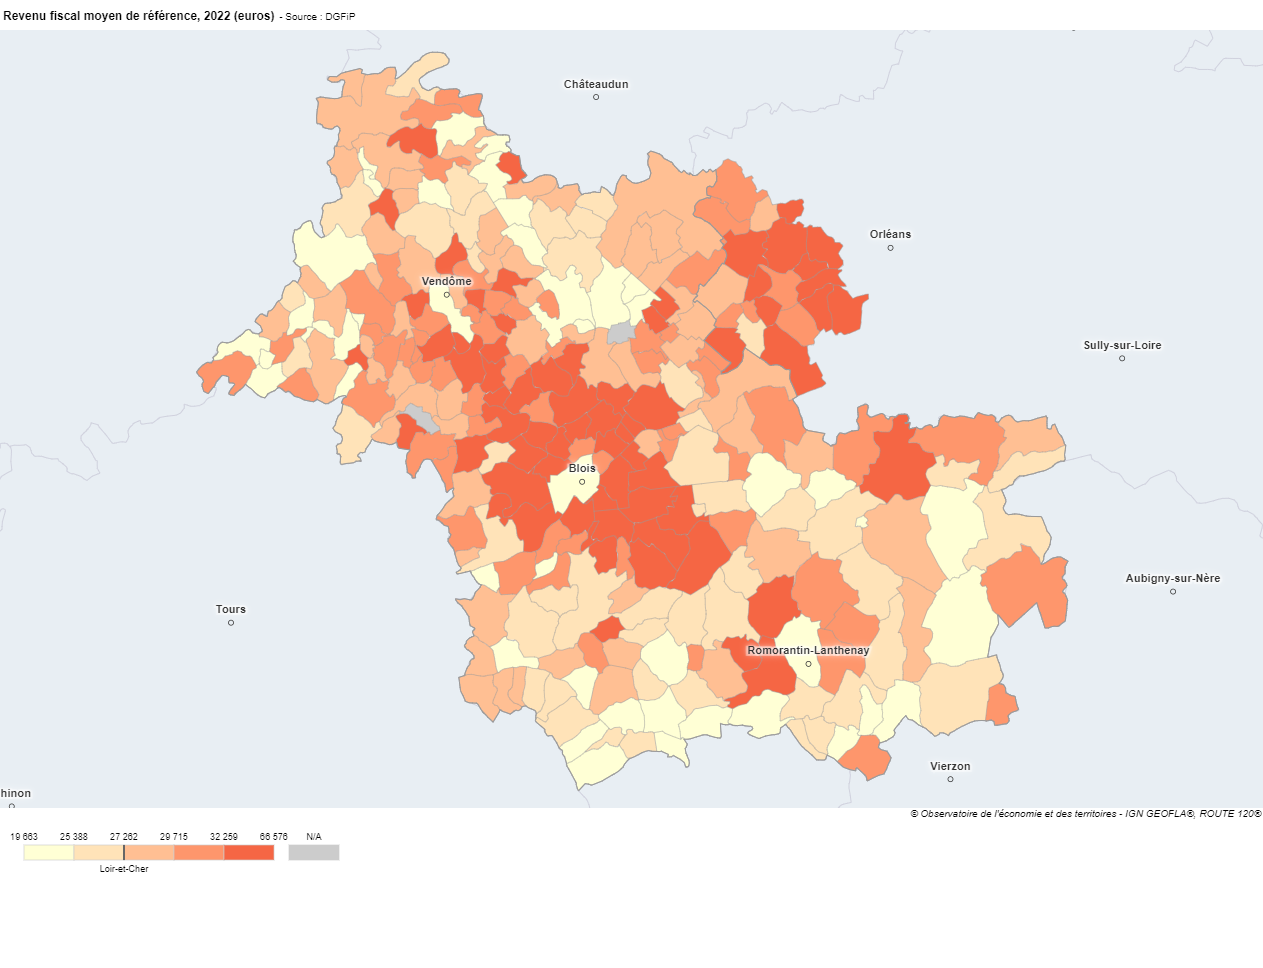 Revenu fiscal moyen de référence, 2022 (euros) - Source : DGFiP
Châteaudun
Orléans
Vendôme
Sully-sur-Loire
Blois
Aubigny-sur-Nère
Tours
Romorantin-Lanthenay
Vierzon
hinon
© Observatoire de l'économie et des territoires - IGN GEOFLA®, ROUTE 120®
19 663 25 388 27 262 29 715 32 259 66 576 N/A
Loir-et-Cher